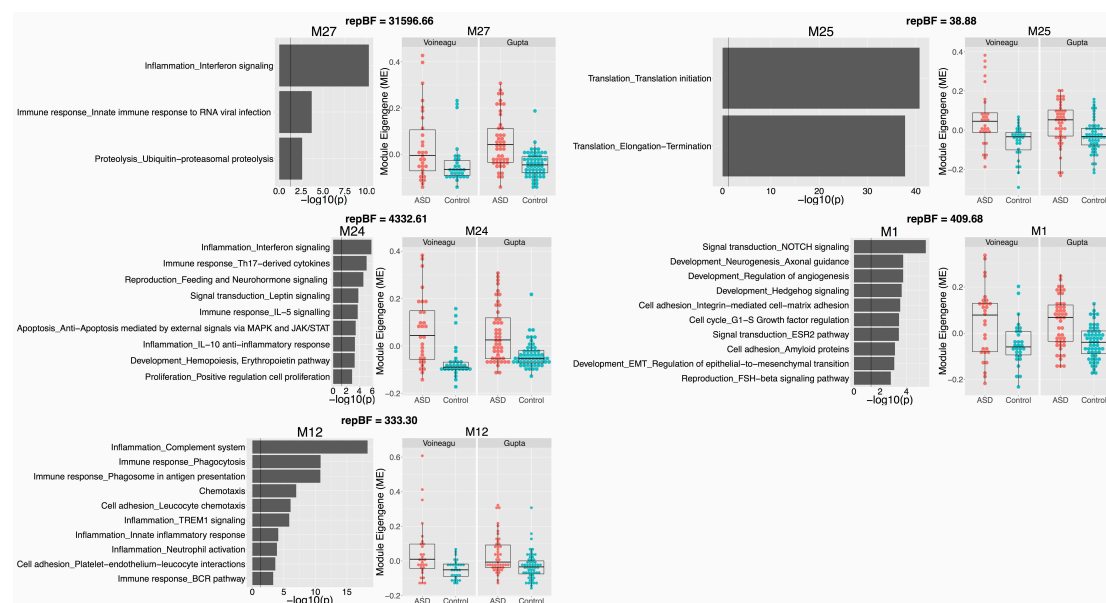 repBF = 31596.66
M27
Inflammation_Interferon signaling
Immune response_Innate immune response to RNA viral infection
Proteolysis_Ubiquitin−proteasomal proteolysis
0.0 2.5 5.0 7.5 10.0
−log10(p)
M27
Voineagu Gupta
Module Eigengene (ME)
0.4
0.2
0.0
ASD Control ASD Control
repBF = 38.88
M25
Translation_Translation initiation
Translation_Elongation−Termination
0 10 20 30 40
−log10(p)
M25
Voineagu Gupta
Module Eigengene (ME)
0.4
0.2
0.0
−0.2
ASD Control ASD Control
repBF = 4332.61
M24
Inflammation_Interferon signaling
Immune response_Th17−derived cytokines
Reproduction_Feeding and Neurohormone signaling
Signal transduction_Leptin signaling
Immune response_IL−5 signalling
Apoptosis_Anti−Apoptosis mediated by external signals via MAPK and JAK/STAT
Inflammation_IL−10 anti−inflammatory response
Development_Hemopoiesis, Erythropoietin pathway
Proliferation_Positive regulation cell proliferation
0 2 4 6
−log10(p)
M24
Voineagu Gupta
Module Eigengene (ME)
0.4
0.2
0.0
−0.2
ASD Control ASD Control
repBF = 409.68
M1
Signal transduction_NOTCH signaling
Development_Neurogenesis_Axonal guidance
Development_Regulation of angiogenesis
Development_Hedgehog signaling
Cell adhesion_Integrin−mediated cell−matrix adhesion
Cell cycle_G1−S Growth factor regulation
Signal transduction_ESR2 pathway
Cell adhesion_Amyloid proteins
Development_EMT_Regulation of epithelial−to−mesenchymal transition
Reproduction_FSH−beta signaling pathway
0 2 4
−log10(p)
M1
Voineagu Gupta
Module Eigengene (ME)
0.4
0.2
0.0
−0.2
ASD Control ASD Control
repBF = 333.30
M12
Inflammation_Complement system
Immune response_Phagocytosis
Immune response_Phagosome in antigen presentation
Chemotaxis
Cell adhesion_Leucocyte chemotaxis
Inflammation_TREM1 signaling
Inflammation_Innate inflammatory response
Inflammation_Neutrophil activation
Cell adhesion_Platelet−endothelium−leucocyte interactions
Immune response_BCR pathway
0 5 10 15
−log10(p)
M12
Voineagu Gupta
Module Eigengene (ME)
0.6
0.4
0.2
0.0
−0.2
ASD Control ASD Control